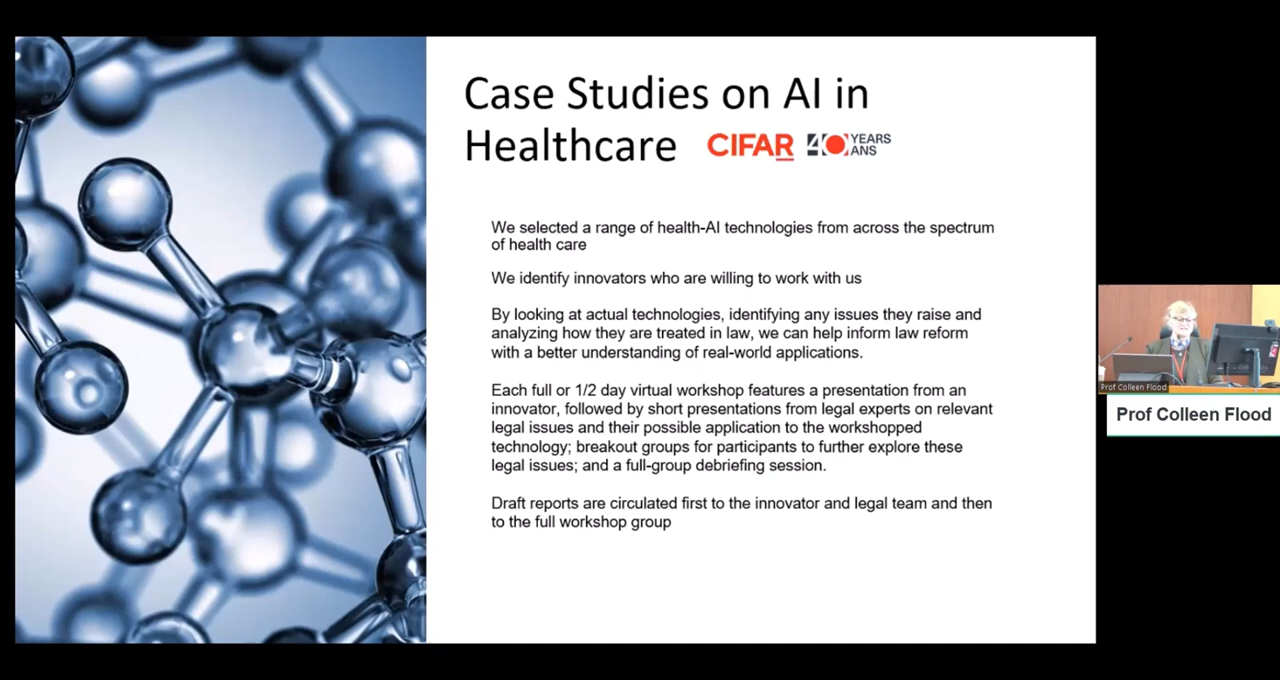 Case Studies on AI in
Healthcare
CIFAR 40 YEARS
ANS
We selected a range of health-AI technologies from across the spectrum
of health care
We identify innovators who are willing to work with us
By looking at actual technologies, identifying any issues they raise and
analyzing how they are treated in law, we can help inform law reform
with a better understanding of real-world applications.
Each full or 1/2 day virtual workshop features a presentation from an
innovator, followed by short presentations from legal experts on relevant
legal issues and their possible application to the workshopped
technology; breakout groups for participants to further explore these
legal issues; and a full-group debriefing session.
Draft reports are circulated first to the innovator and legal team and then
to the full workshop group
Prof Colleen Flood
Prof Colleen Flood